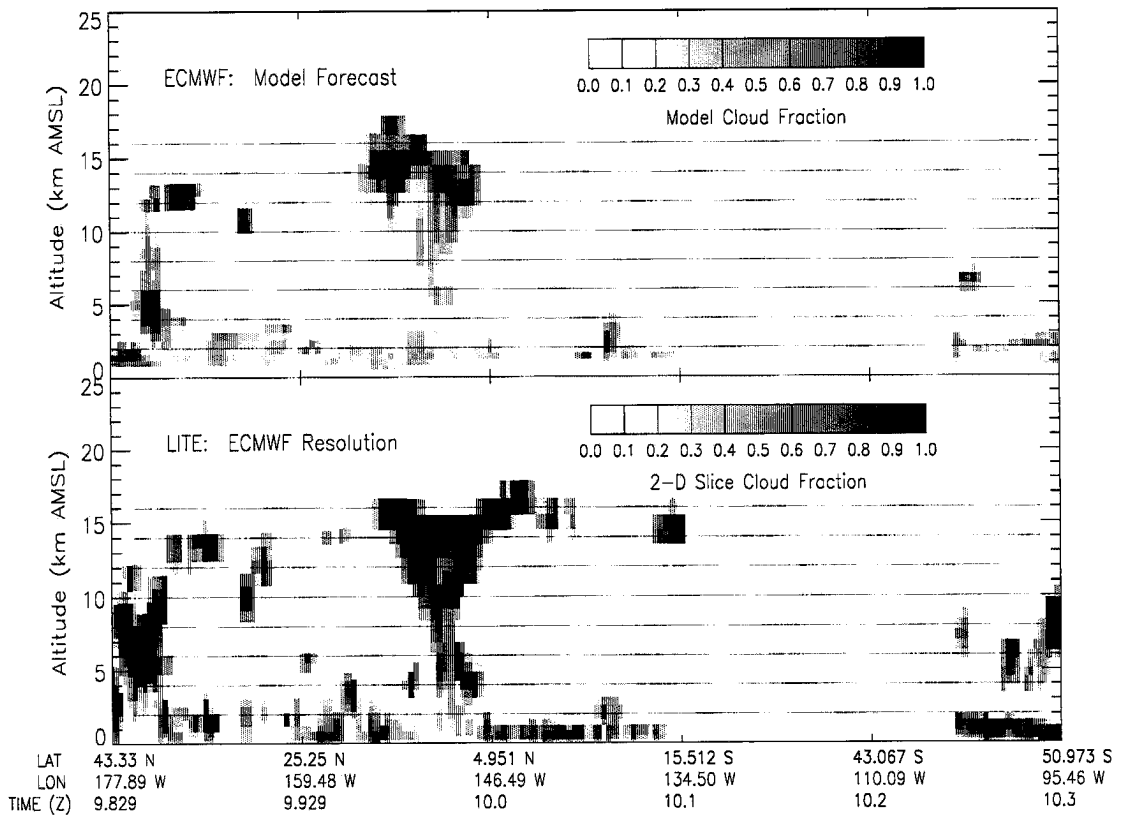 25
20
15
10
5
0
Altitude (km AMSL)
ECMWF: Model Forecast
0.0 0.1 0.2 0.3 0.4 0.5 0.6 0.7 0.8 0.9 1.0
Model Cloud Fraction
25
20
15
10
5
0
Altitude (km AMSL)
LITE: ECMWF Resolution
0.0 0.1 0.2 0.3 0.4 0.5 0.6 0.7 0.8 0.9 1.0
2-D Slice Cloud Fraction
LAT 43.33 N 25.25 N 4.951 N 15.512 S 43.067 S 50.973 S
LON 177.89 W 159.48 W 146.49 W 134.50 W 110.09 W 95.46 W
TIME (Z) 9.829 9.929 10.0 10.1 10.2 10.3